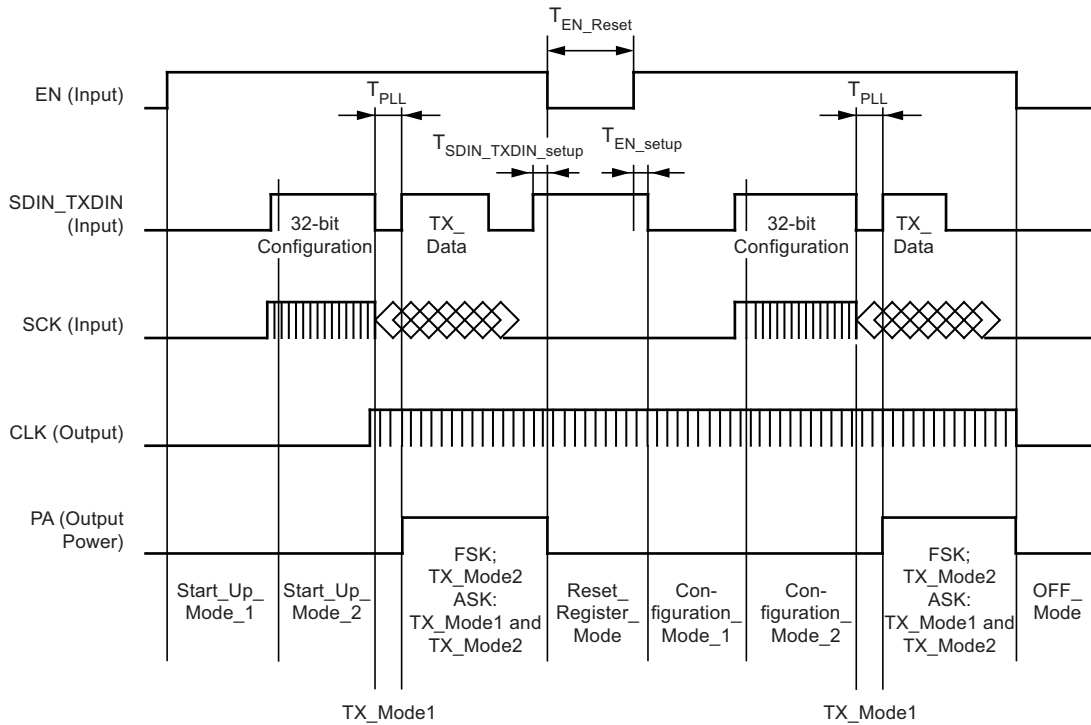 T_EN_Reset
EN (Input)
T_PLL
T_PLL
T_SDIN_TXDIN_setup
T_EN_setup
SDIN_TXDIN
(Input)
32-bit
Configuration
TX_
Data
32-bit
Configuration
TX_
Data
SCK (Input)
CLK (Output)
PA (Output
Power)
Start_Up_
Mode_1
Start_Up_
Mode_2
FSK;
TX_Mode2
ASK:
TX_Mode1 and
TX_Mode2
Reset_
Register_
Mode
Con-
figuration_
Mode_1
Con-
figuration_
Mode_2
FSK;
TX_Mode2
ASK:
TX_Mode1 and
TX_Mode2
OFF_
Mode
TX_Mode1
TX_Mode1